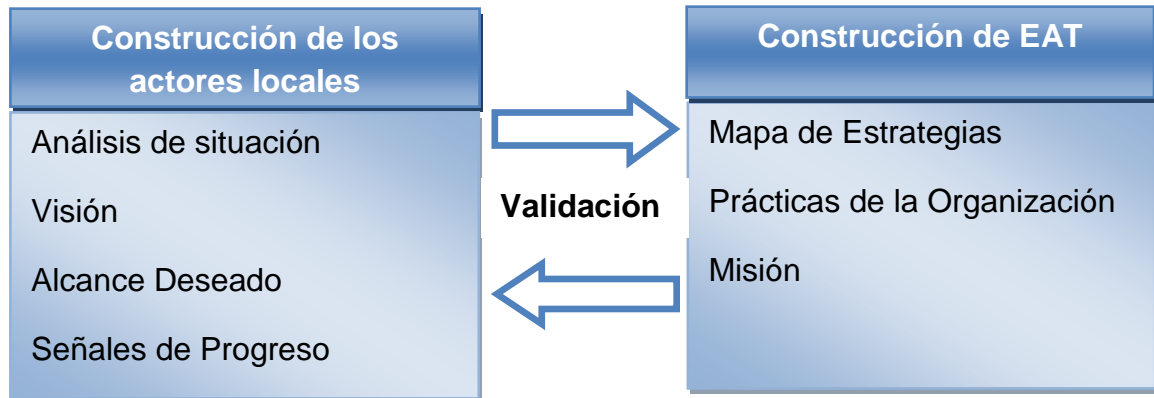 Construcción de los
actores locales
Análisis de situación
Visión
Alcance Deseado
Señales de Progreso
Validación
Construcción de EAT
Mapa de Estrategias
Prácticas de la Organización
Misión